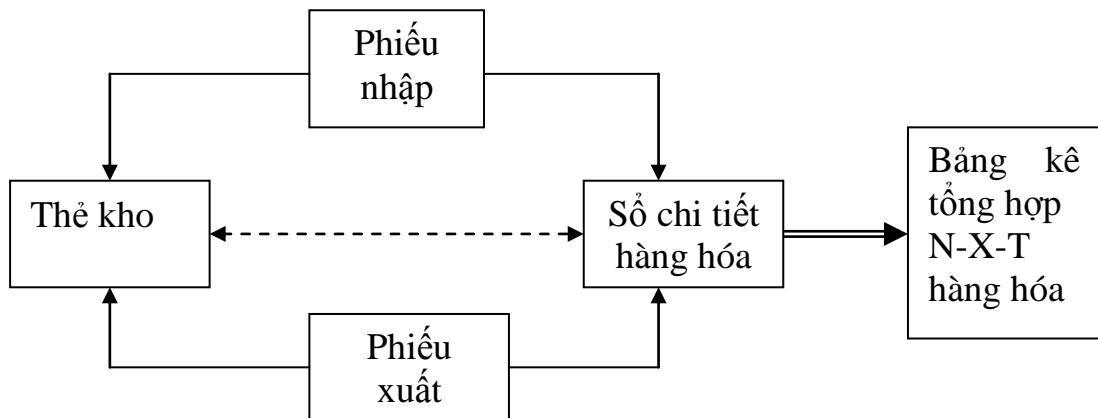 Phiếu
nhập
Thẻ kho
Sổ chi tiết
hàng hóa
Bảng kê
tổng hợp
N-X-T
hàng hóa
Phiếu
xuất